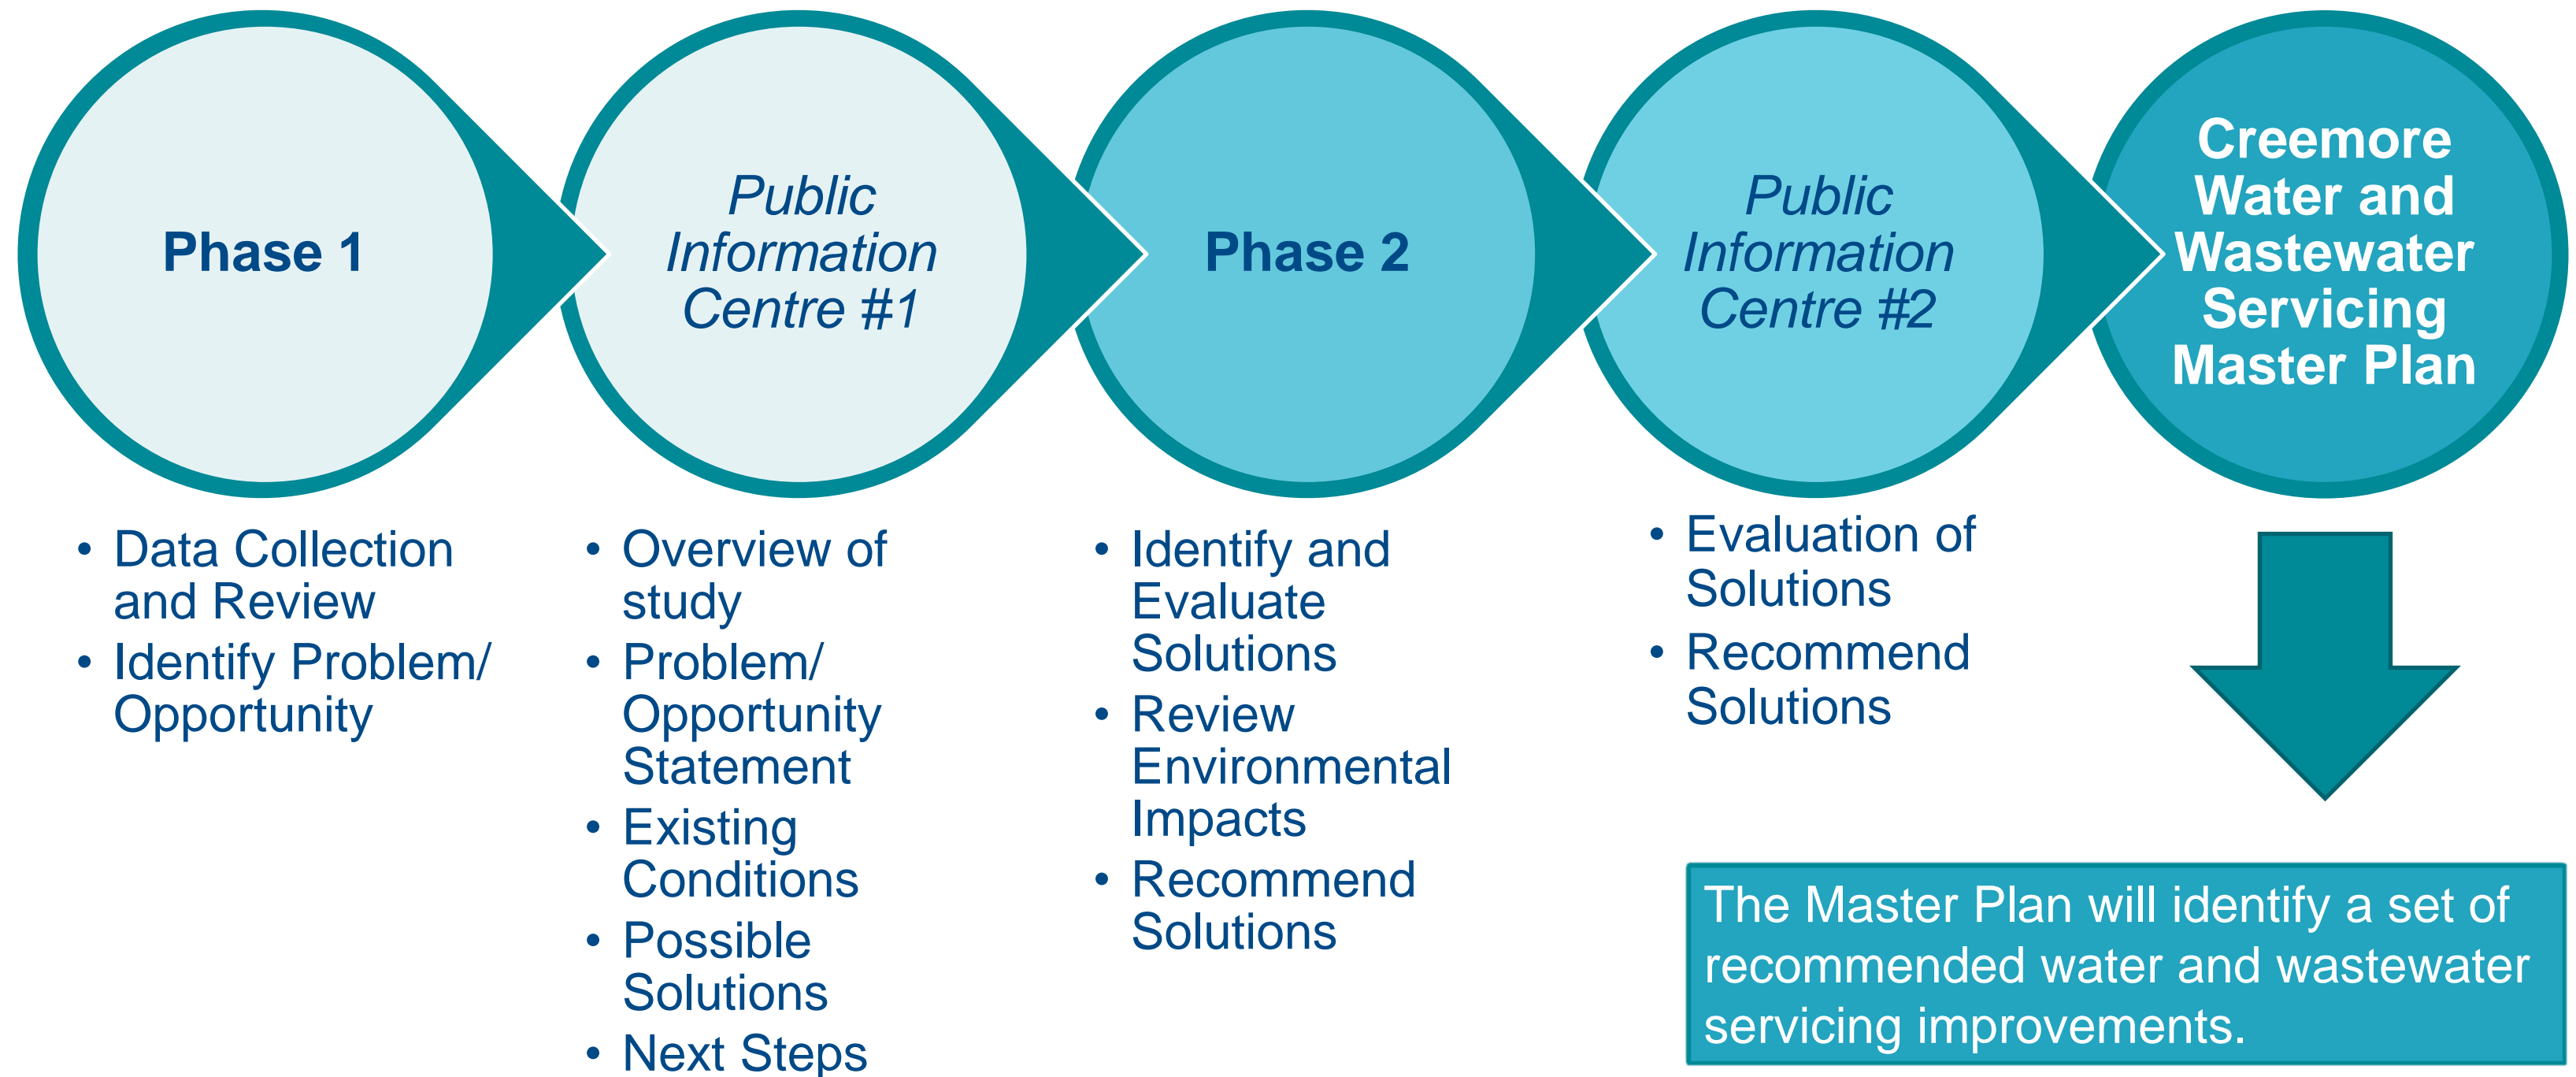 Phase 1
Public
Information
Centre #1
Phase 2
Public
Information
Centre #2
Creemore
Water and
Wastewater
Servicing
Master Plan
• Data Collection
and Review
• Identify Problem/
Opportunity
• Overview of
study
• Problem/
Opportunity
Statement
• Existing
Conditions
• Possible
Solutions
• Next Steps
• Identify and
Evaluate
Solutions
• Review
Environmental
Impacts
• Recommend
Solutions
• Evaluation of
Solutions
• Recommend
Solutions
The Master Plan will identify a set of
recommended water and wastewater
servicing improvements.